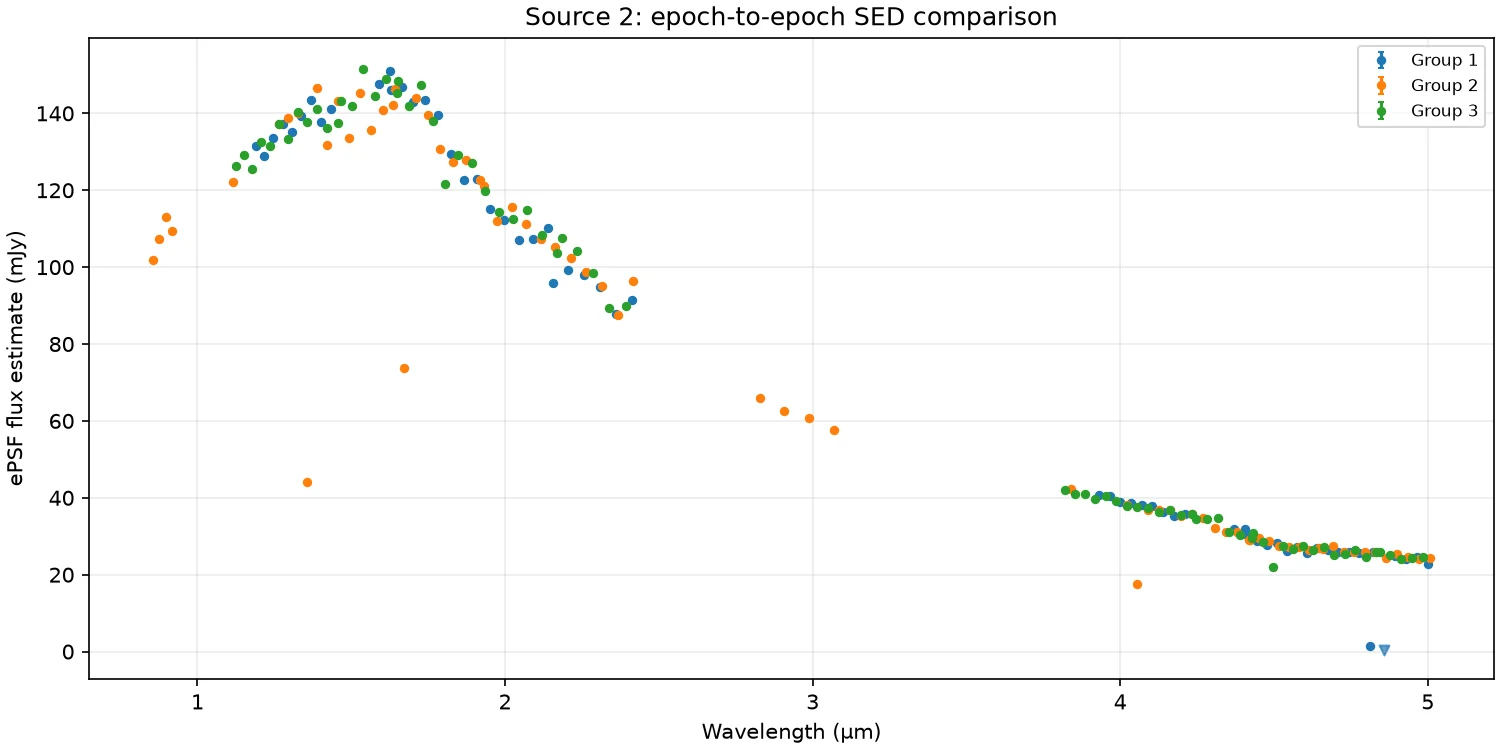 Source 2: epoch-to-epoch SED comparison
Group 1
Group 2
Group 3
ePSF flux estimate (mJy)
140
120
100
80
60
40
20
0
1 2 3 4 5
Wavelength (µm)